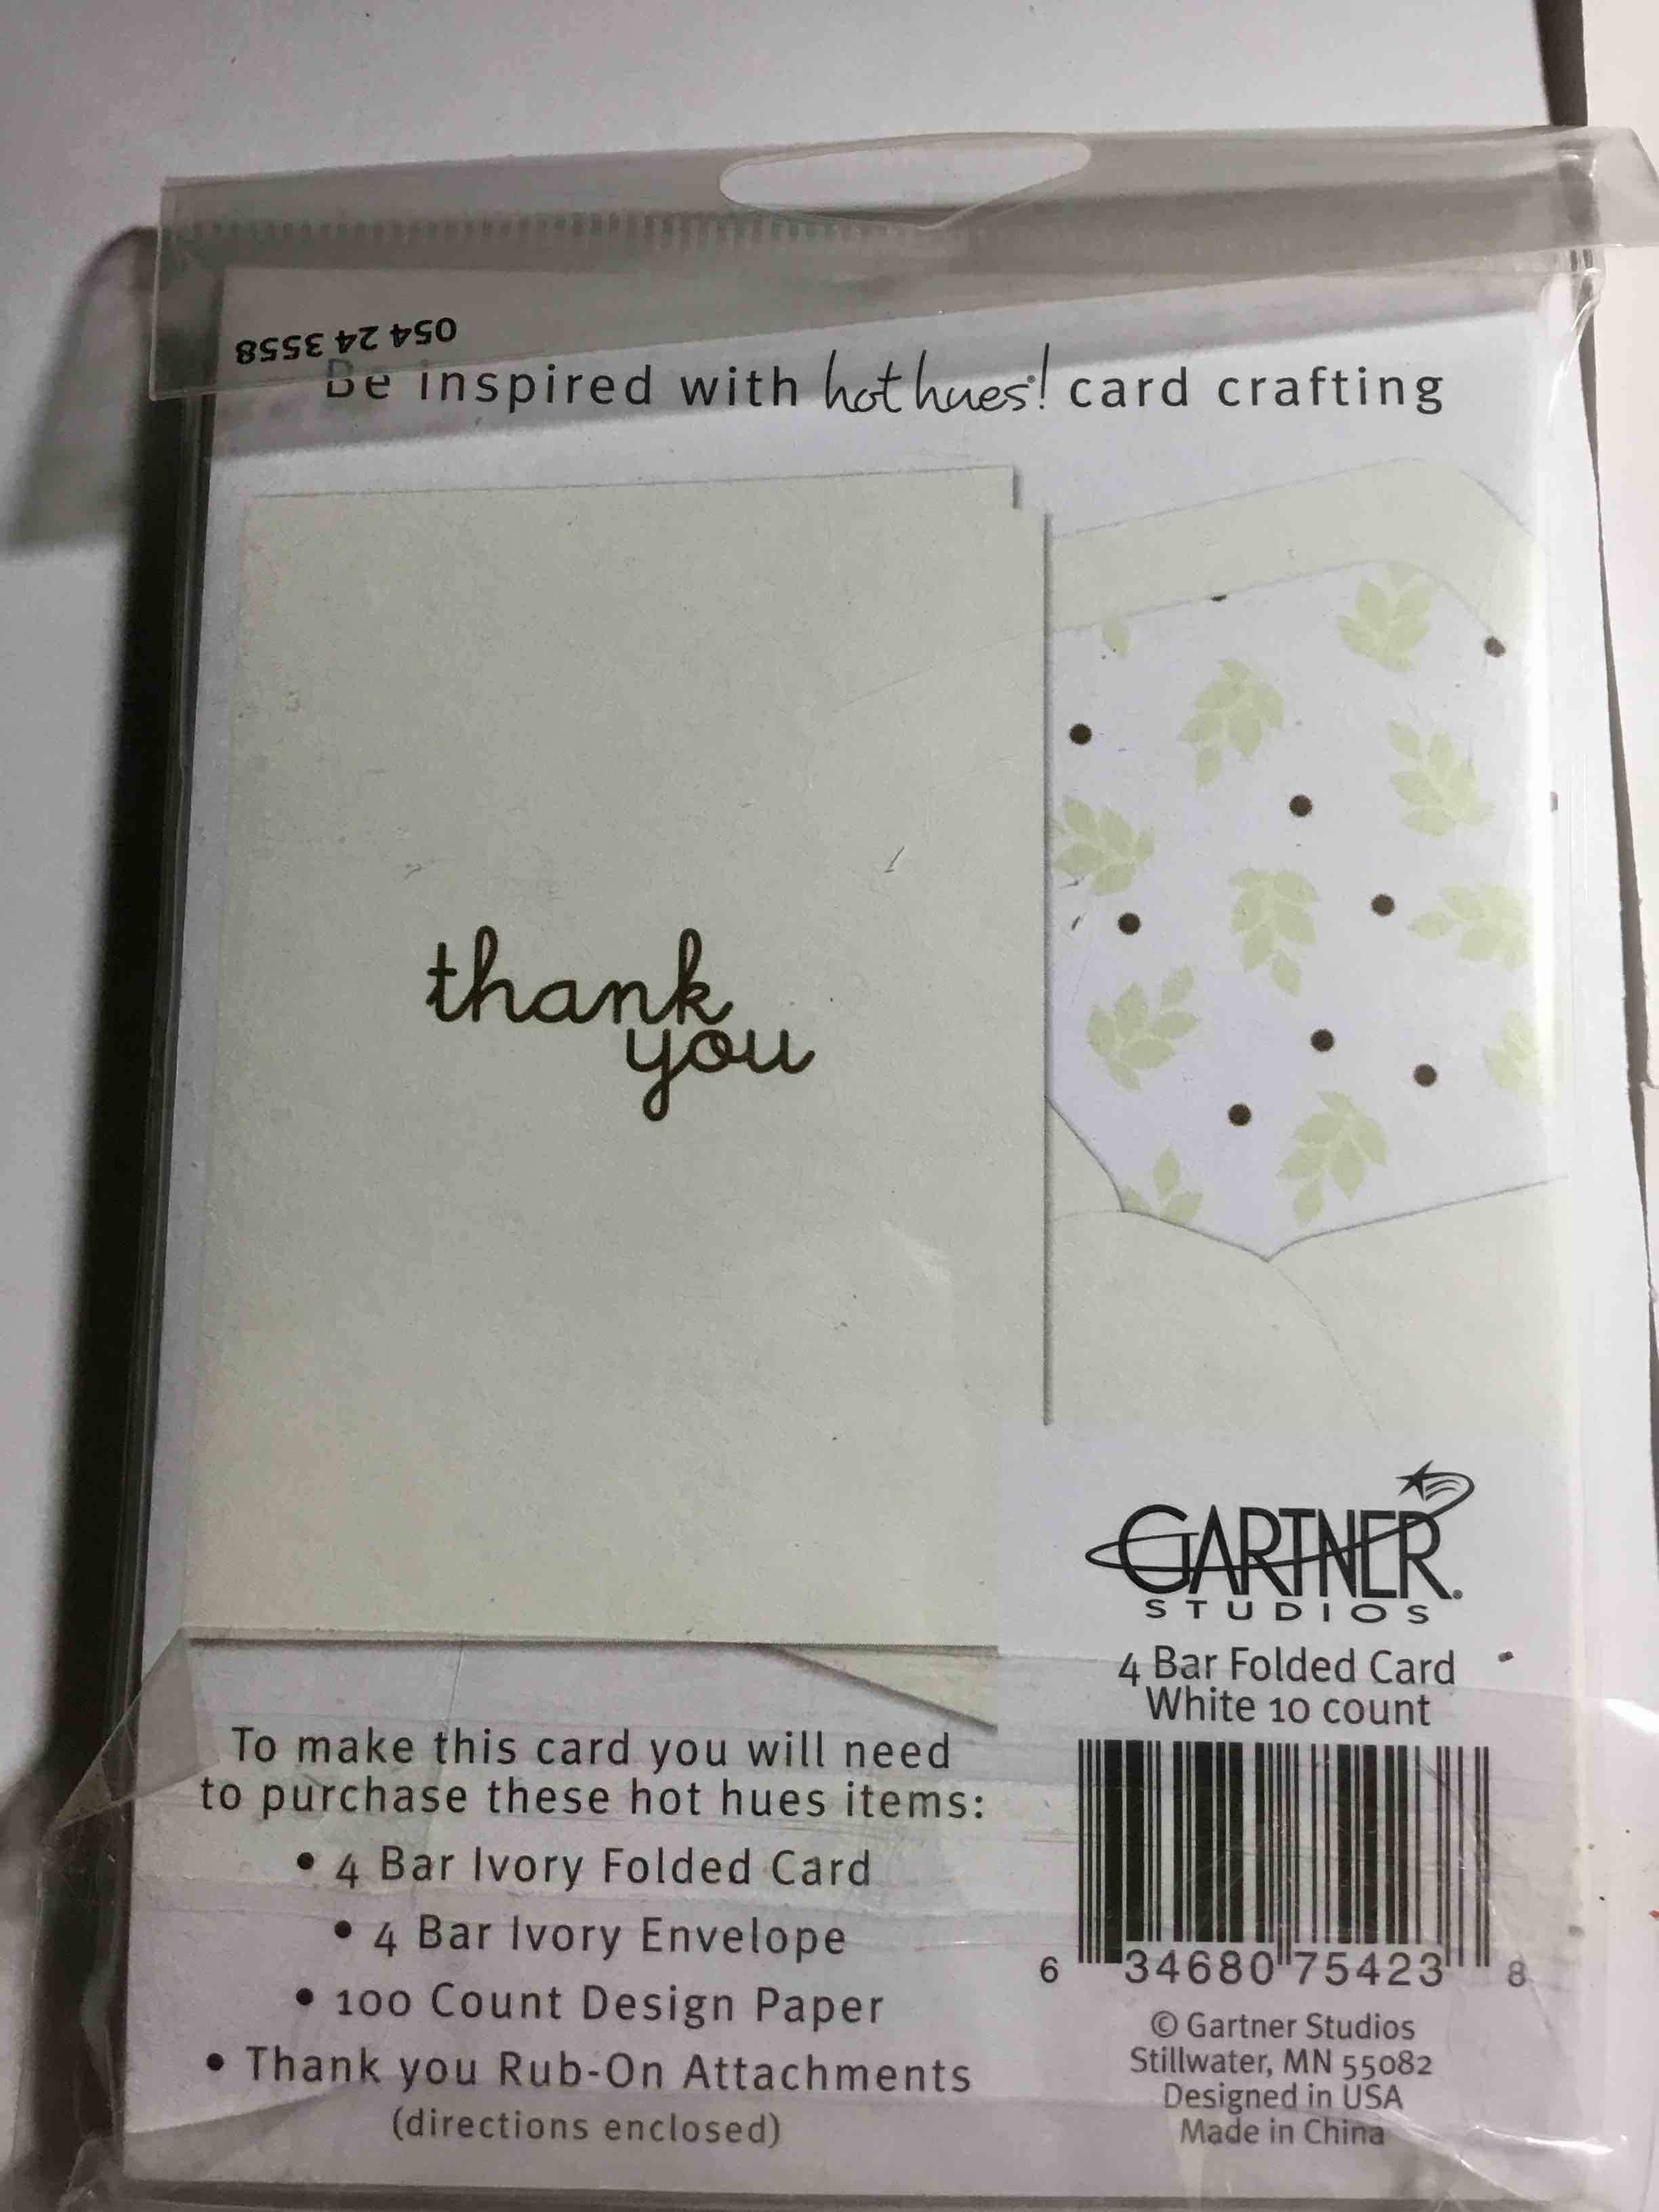 054 24 3558
Be inspired with hot hues! card crafting
thank
you
GARTNER®
STUDIOS
4 Bar Folded Card
White 10 count
6 34680 75423 8
© Gartner Studios
Stillwater, MN 55082
Designed in USA
Made in China
To make this card you will need
to purchase these hot hues items:
• 4 Bar Ivory Folded Card
• 4 Bar Ivory Envelope
• 100 Count Design Paper
• Thank you Rub-On Attachments
(directions enclosed)